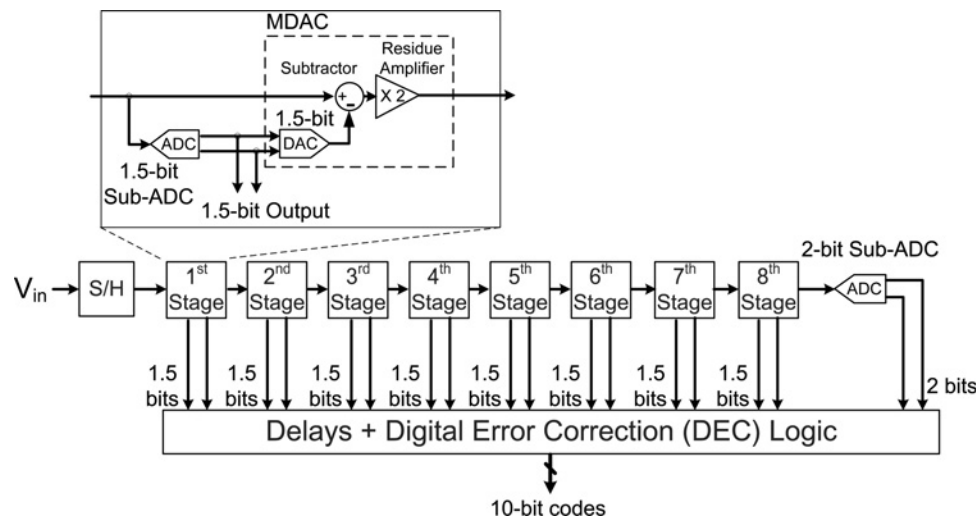 MDAC
Residue
Amplifier
Subtractor
+
-
X 2
1.5-bit
ADC
DAC
1.5-bit
Sub-ADC
1.5-bit Output
2-bit Sub-ADC
Vin
S/H
1st
Stage
2nd
Stage
3rd
Stage
4th
Stage
5th
Stage
6th
Stage
7th
Stage
8th
Stage
ADC
1.5
bits
1.5
bits
1.5
bits
1.5
bits
1.5
bits
1.5
bits
1.5
bits
1.5
bits
2 bits
Delays + Digital Error Correction (DEC) Logic
10-bit codes